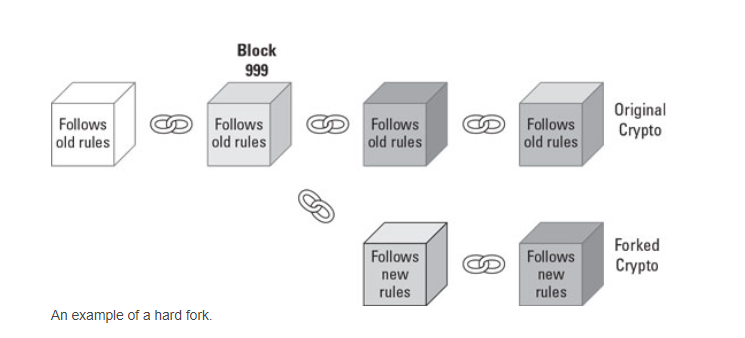 Block
999
Follows
old rules
Follows
old rules
Follows
old rules
Follows
old rules
Original
Crypto
Follows
new
rules
Follows
new
rules
Forked
Crypto
An example of a hard fork.